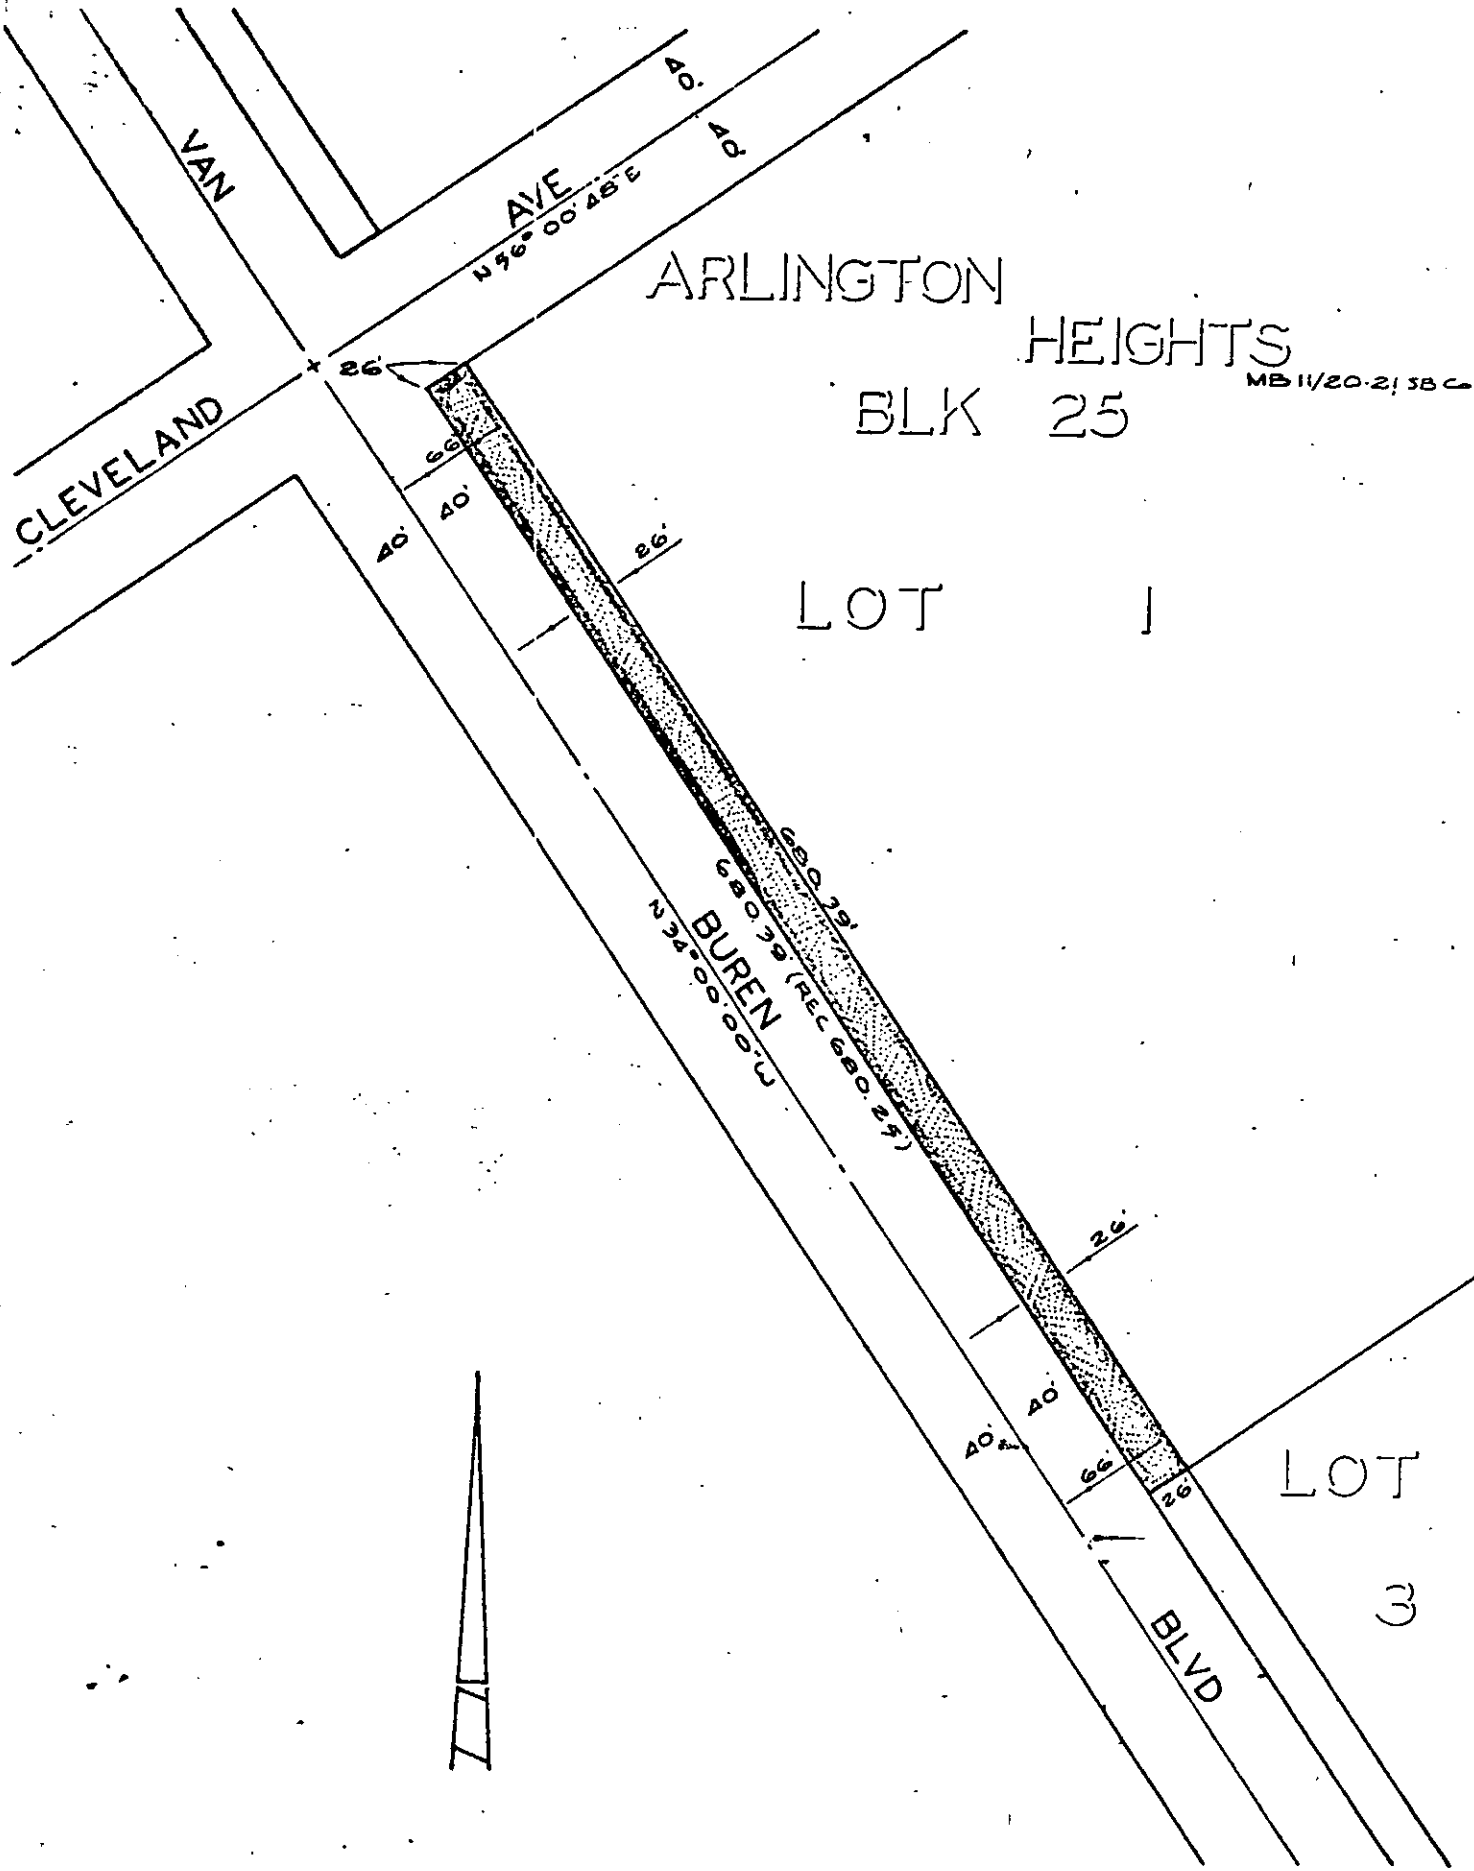 VAN
40'
40'
AVE
N 56° 00' 48" E
ARLINGTON
HEIGHTS
MB 11/20-21 SB Co
BLK 25
26'
CLEVELAND
66'
40'
40'
26'
LOT 1
680.39'
680.39' (REC 680.25)
BUREN
N 34° 00' 00" W
26'
40'
40'
66'
26'
LOT
3
BLVD